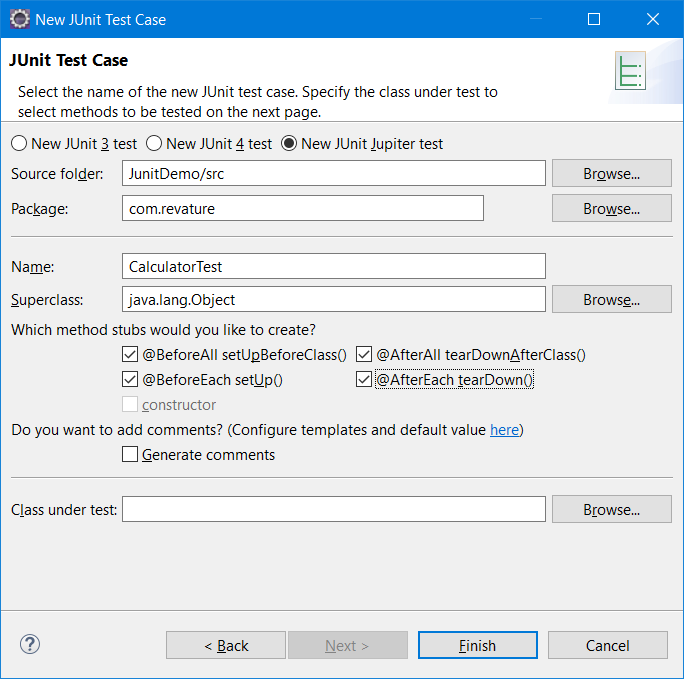 New JUnit Test Case
JUnit Test Case
Select the name of the new JUnit test case. Specify the class under test to
select methods to be tested on the next page.
New JUnit 3 test New JUnit 4 test New JUnit Jupiter test
Source folder: JunitDemo/src Browse...
Package: com.revature Browse...
Name: CalculatorTest
Superclass: java.lang.Object Browse...
Which method stubs would you like to create?
@BeforeAll setUpBeforeClass() @AfterAll tearDownAfterClass()
@BeforeEach setUp() @AfterEach tearDown()
constructor
Do you want to add comments? (Configure templates and default value here)
Generate comments
Class under test: Browse...
? < Back Next > Finish Cancel